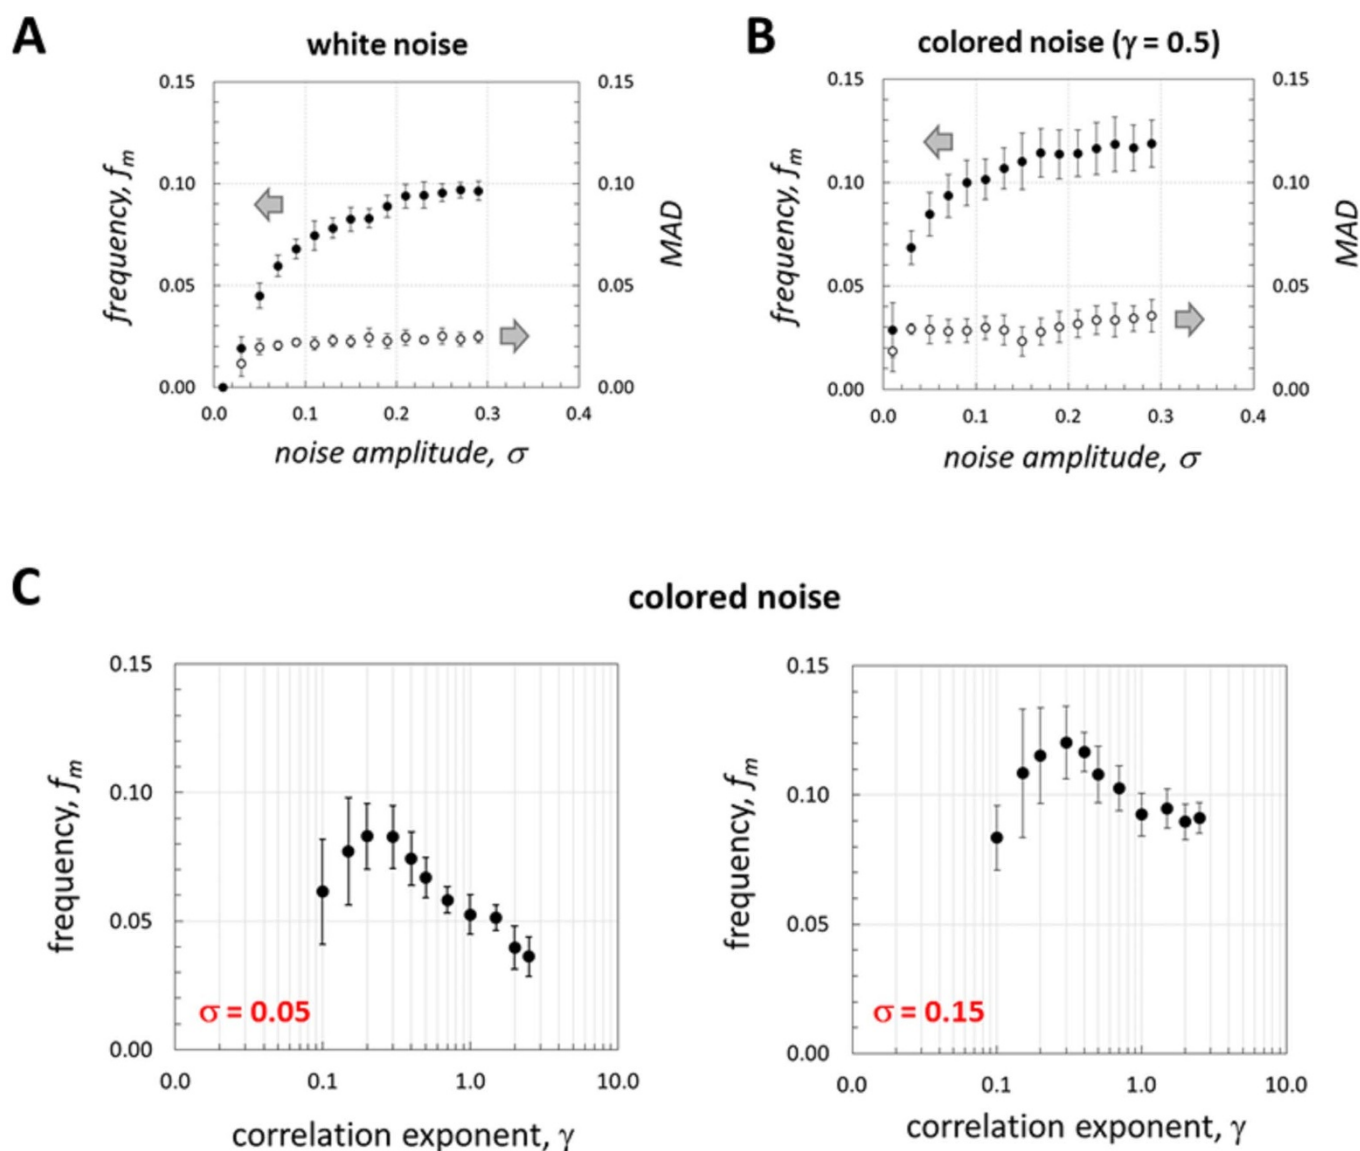 A
white noise
0.15
0.10
0.05
0.00
frequency, fm
0.15
0.10
0.05
0.00
MAD
0.0 0.1 0.2 0.3 0.4
noise amplitude, σ
B
colored noise (γ = 0.5)
0.15
0.10
0.05
0.00
frequency, fm
0.15
0.10
0.05
0.00
MAD
0.0 0.1 0.2 0.3 0.4
noise amplitude, σ
C
colored noise
0.15
0.10
0.05
0.00
frequency, fm
σ = 0.05
0.0 0.1 1.0 10.0
correlation exponent, γ
0.15
0.10
0.05
0.00
frequency, fm
σ = 0.15
0.0 0.1 1.0 10.0
correlation exponent, γ